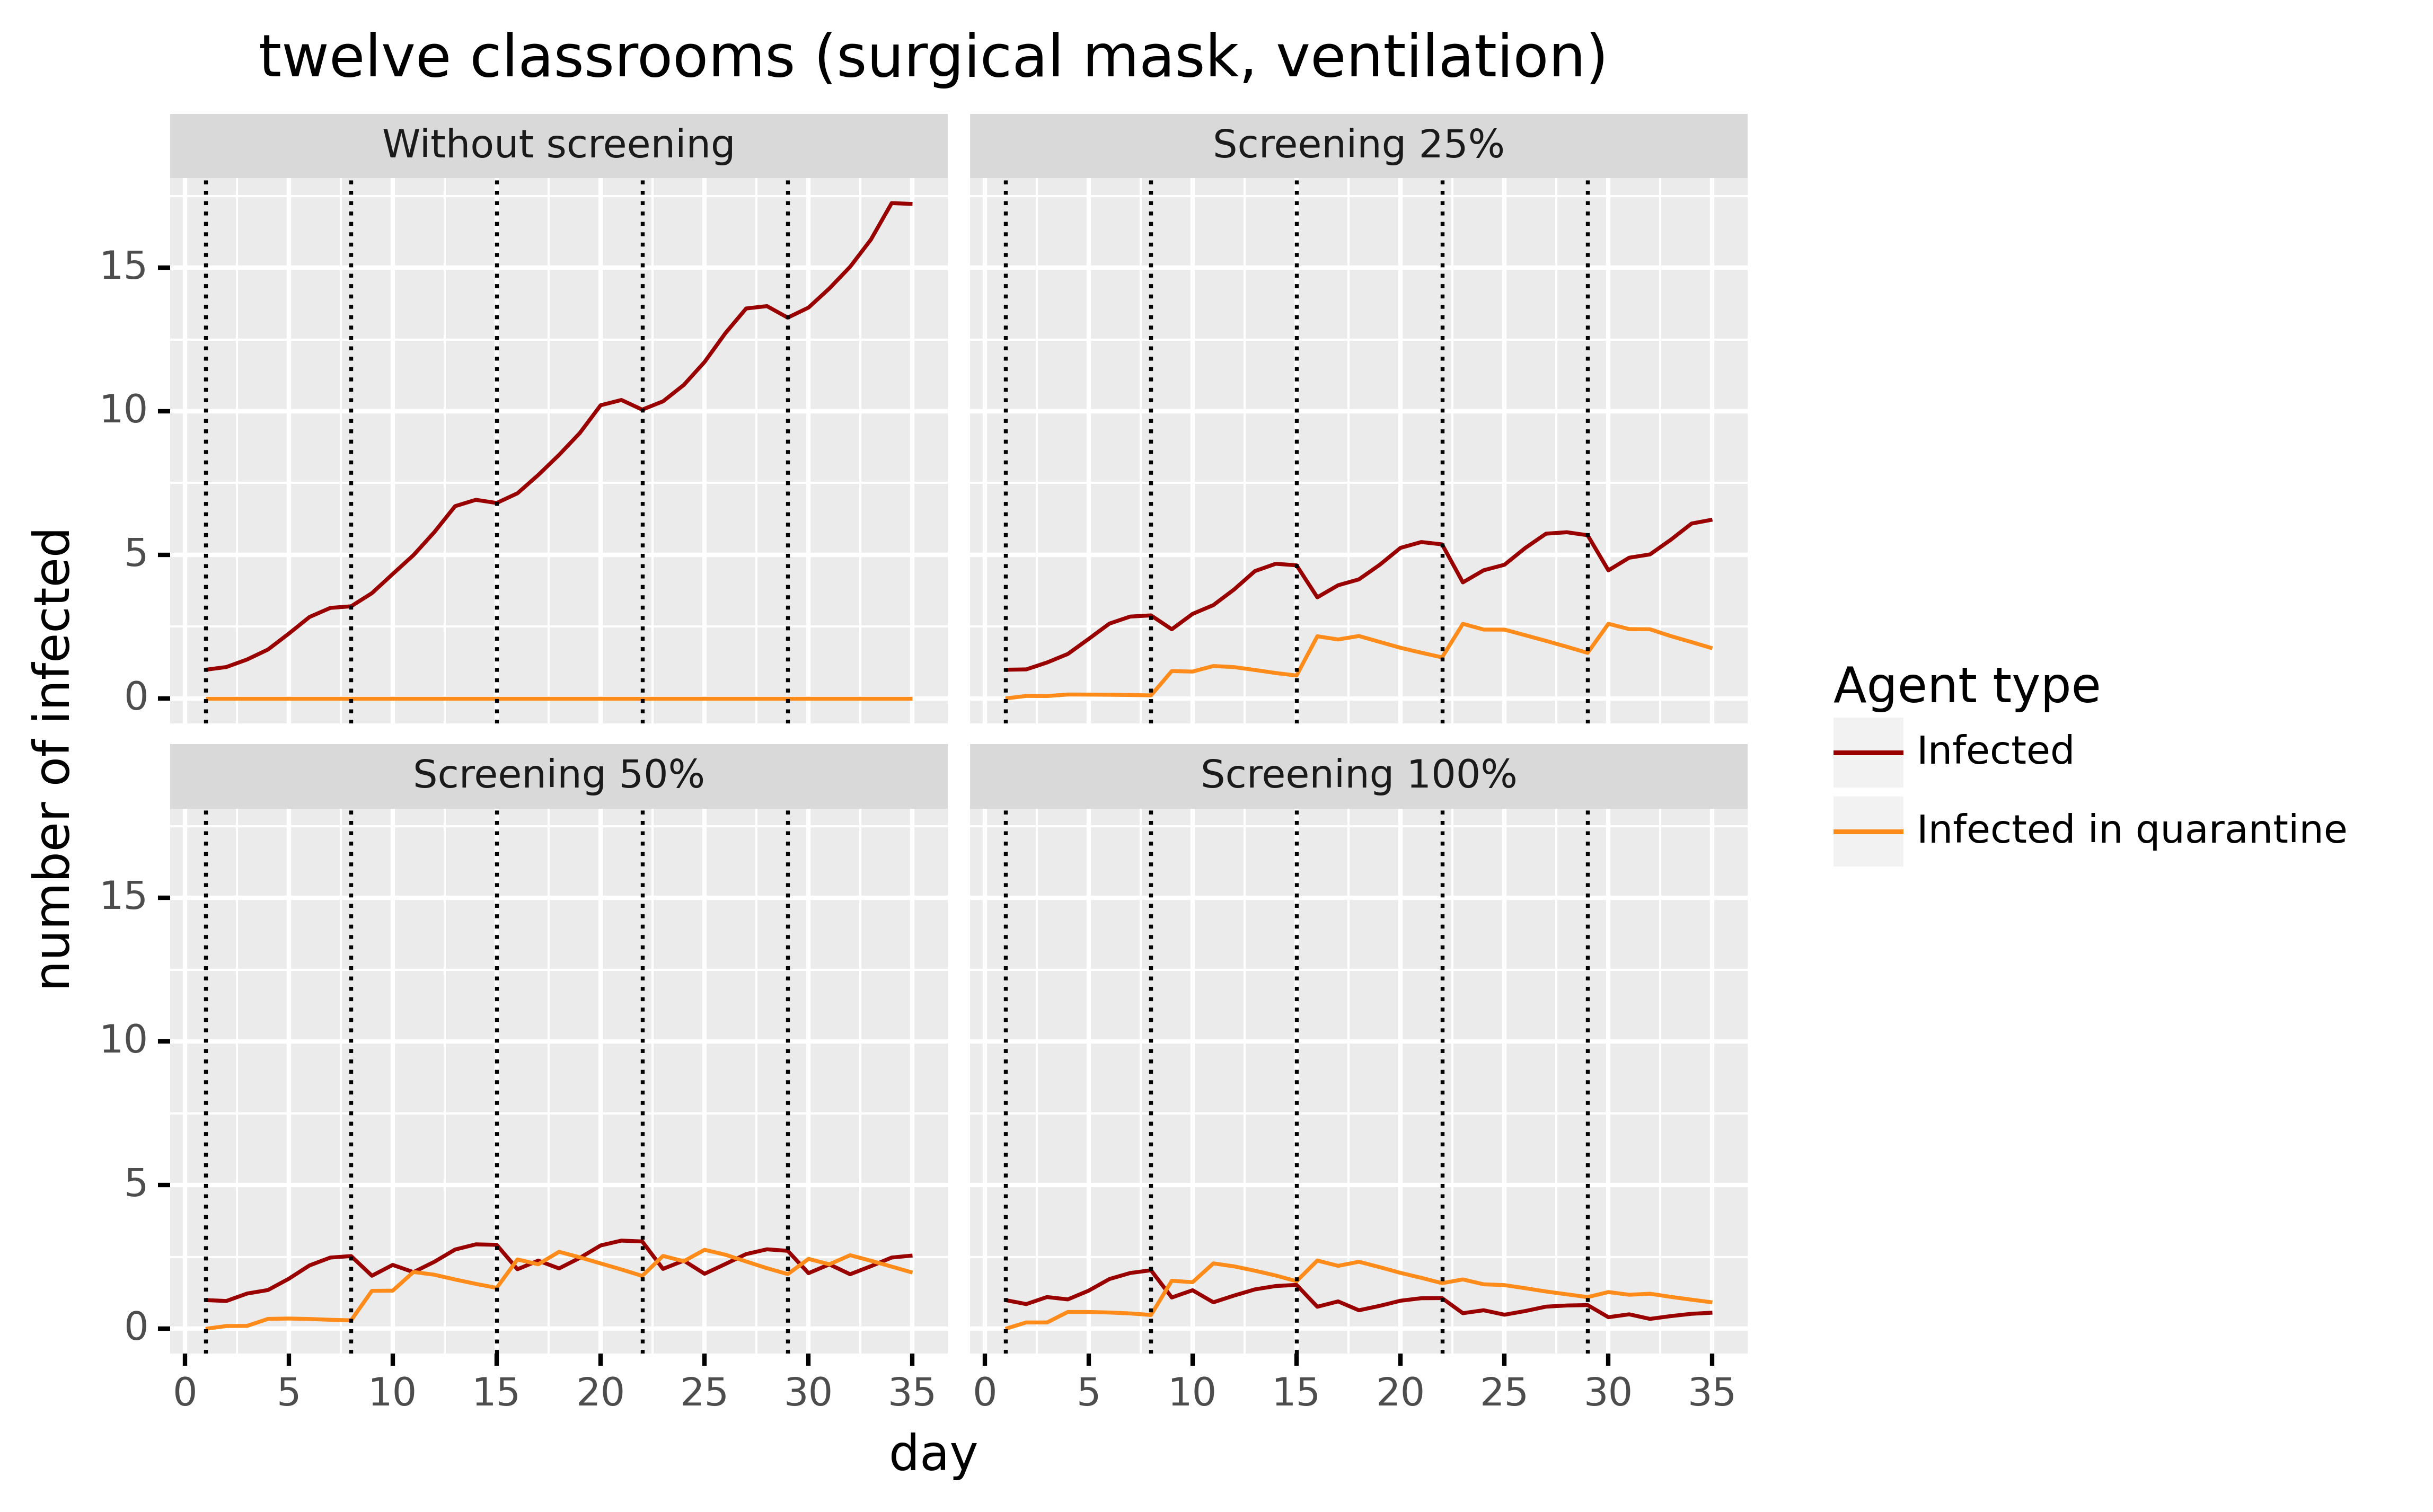 twelve classrooms (surgical mask, ventilation)
Without screening
Screening 25%
15
10
5
0
Screening 50%
Screening 100%
15
10
5
0
0 5 10 15 20 25 30 35
0 5 10 15 20 25 30 35
day
number of infected
Agent type
Infected
Infected in quarantine